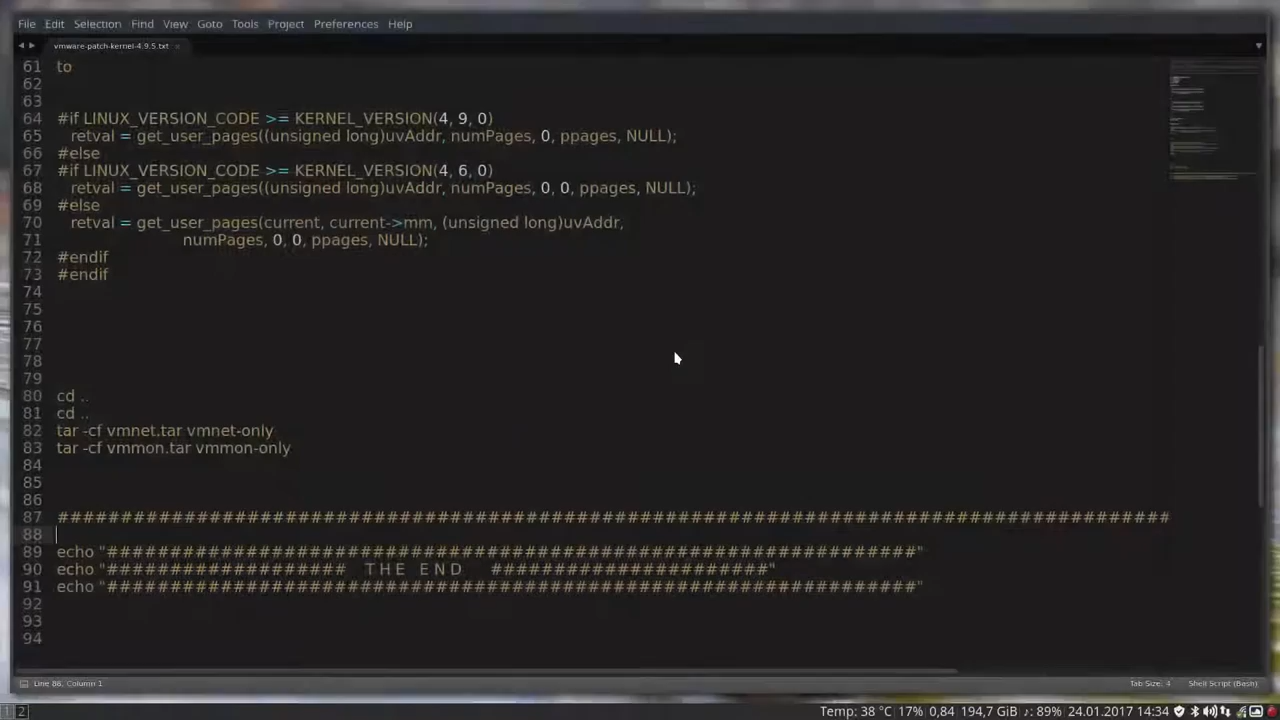 File Edit Selection Find View Goto Tools Project Preferences Help
vmware-patch-kernel-4.9.5.txt
61 to
62
63
64 #if LINUX_VERSION_CODE >= KERNEL_VERSION(4, 9, 0)
65 retval = get_user_pages((unsigned long)uvAddr, numPages, 0, ppages, NULL);
66 #else
67 #if LINUX_VERSION_CODE >= KERNEL_VERSION(4, 6, 0)
68 retval = get_user_pages((unsigned long)uvAddr, numPages, 0, 0, ppages, NULL);
69 #else
70 retval = get_user_pages(current, current->mm, (unsigned long)uvAddr,
71 numPages, 0, 0, ppages, NULL);
72 #endif
73 #endif
74
75
76
77
78
79
80 cd ..
81 cd ..
82 tar -cf vmnet.tar vmnet-only
83 tar -cf vmmon.tar vmmon-only
84
85
86
87 #######################################################################################
88
89 echo "################################################################"
90 echo "################### T H E E N D ######################"
91 echo "################################################################"
92
93
94
Line 88, Column 1 Tab Size: 4 Shell Script (Bash)
1 2 Temp: 38 °C 17% 0,84 194,7 GiB ♪: 89% 24.01.2017 14:34